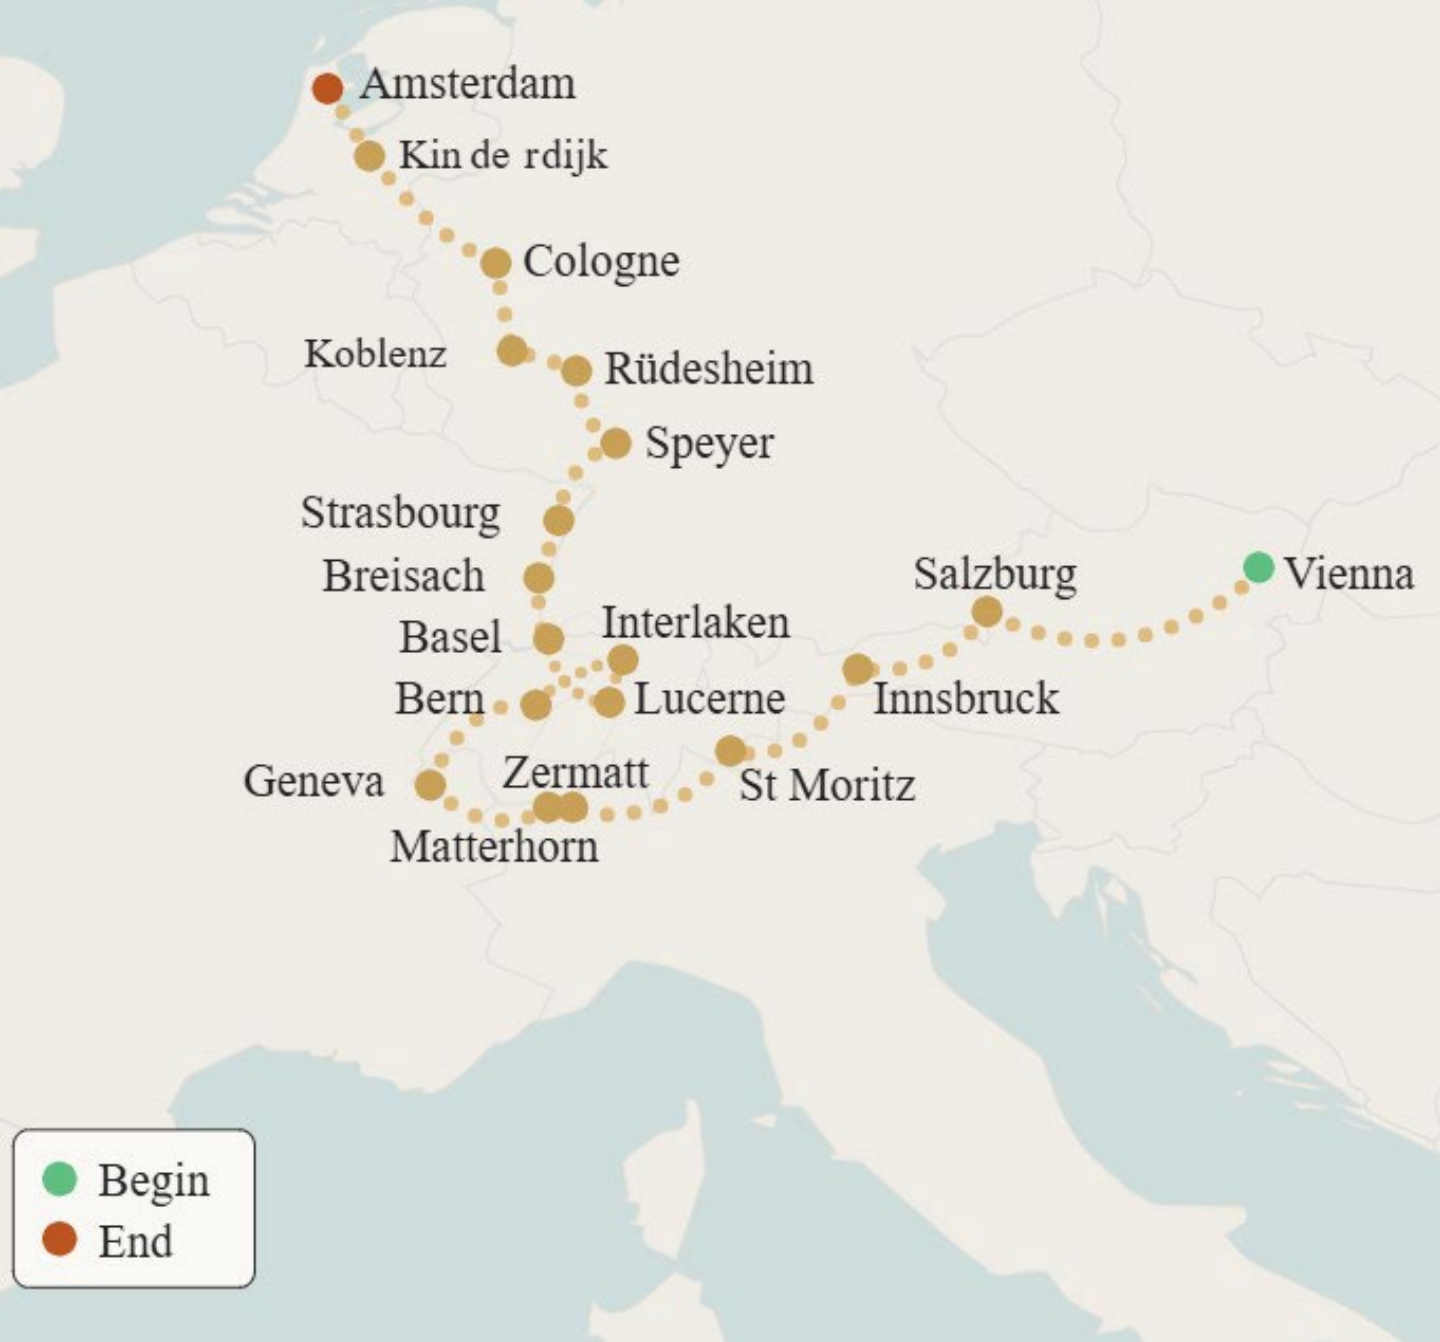 Amsterdam
Kin de rdijk
Cologne
Koblenz
Rüdesheim
Speyer
Strasbourg
Breisach
Salzburg
Vienna
Basel
Interlaken
Bern
Lucerne
Innsbruck
Geneva
Zermatt
St Moritz
Matterhorn
Begin
End